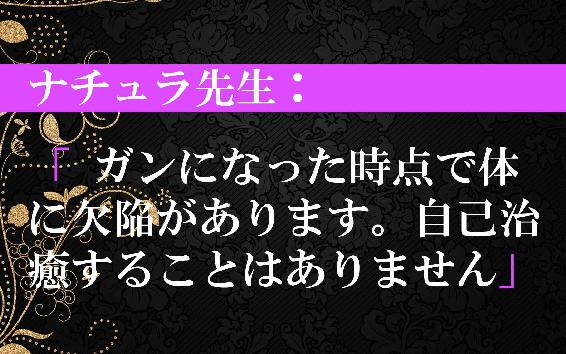 ナチュラ先生：
「 ガンになった時点で体
に欠陥があります。自己治
癒することはありません」